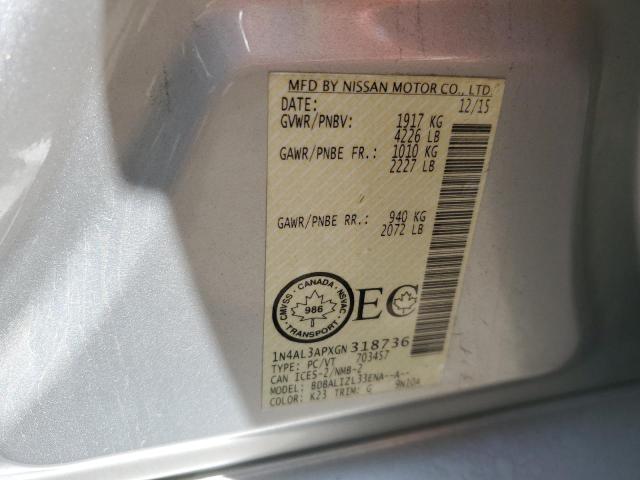 MFD BY NISSAN MOTOR CO., LTD.
DATE: 12/15
GVWR/PNBV: 1917 KG
4226 LB
GAWR/PNBE FR.: 1010 KG
2227 LB
GAWR/PNBE RR.: 940 KG
2072 LB
CANADA
CMVSS NSVAC
986
TRANSPORT
EC
1N4AL3APXGN318736
TYPE: PC/VT 703457
CAN ICES-2/NMB-2
MODEL: BDBALIZL33ENA--A--
COLOR: K23 TRIM: G 9N10A